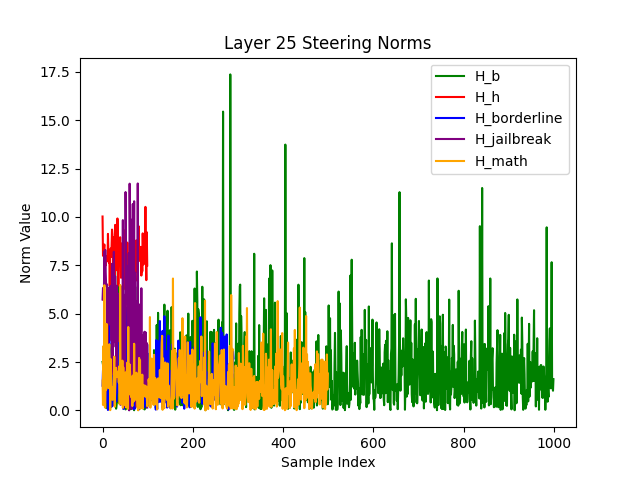 Layer 25 Steering Norms
17.5
15.0
12.5
10.0
7.5
5.0
2.5
0.0
Norm Value
H_b
H_h
H_borderline
H_jailbreak
H_math
0 200 400 600 800 1000
Sample Index